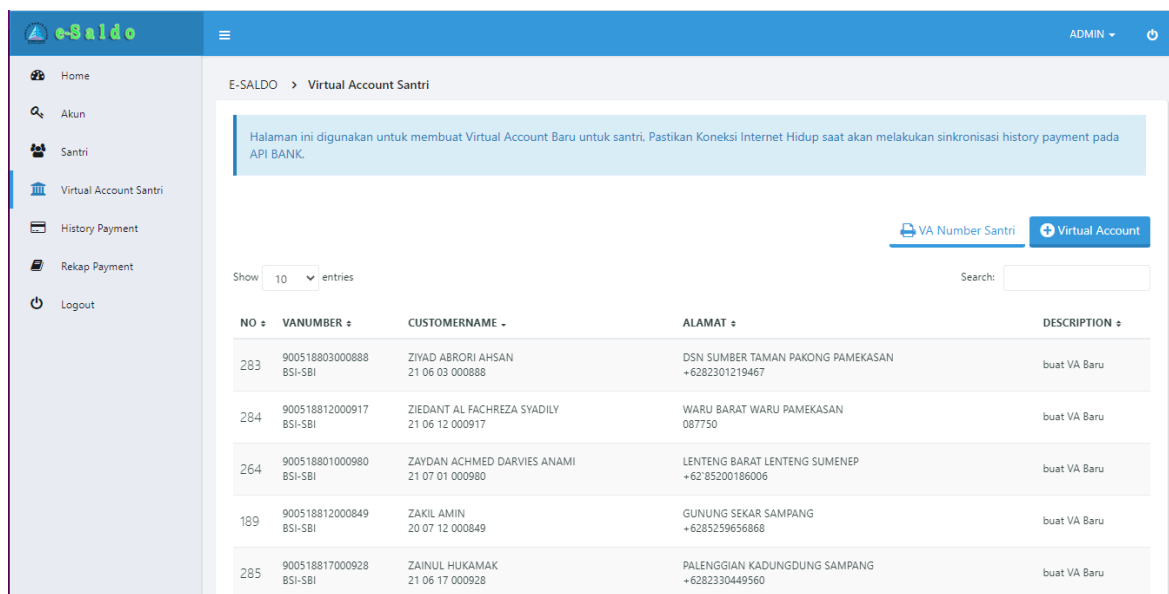 e-Saldo
ADMIN
Home
Akun
Santri
Virtual Account Santri
History Payment
Rekap Payment
Logout
E-SALDO > Virtual Account Santri
Halaman ini digunakan untuk membuat Virtual Account Baru untuk santri, Pastikan Koneksi Internet Hidup saat akan melakukan sinkronisasi history payment pada
API BANK.
VA Number Santri
Virtual Account
Show 10 entries
Search:
NO VANUMBER CUSTOMERNAME ALAMAT DESCRIPTION
283 900518803000888 ZIYAD ABRORI AHSAN DSN SUMBER TAMAN PAKONG PAMEKASAN buat VA Baru
BSI-SBI 21 06 03 000888 +6282301219467
284 900518812000917 ZIEDANT AL FACHREZA SYADILY WARU BARAT WARU PAMEKASAN buat VA Baru
BSI-SBI 21 06 12 000917 087750
264 900518801000980 ZAYDAN ACHMED DARVIES ANAMI LENTENG BARAT LENTENG SUMENEP buat VA Baru
BSI-SBI 21 07 01 000980 +62`85200186006
189 900518812000849 ZAKIL AMIN GUNUNG SEKAR SAMPANG buat VA Baru
BSI-SBI 20 07 12 000849 +6285259656868
285 900518817000928 ZAINUL HUKAMAK PALENGGIAN KADUNGDUNG SAMPANG buat VA Baru
BSI-SBI 21 06 17 000928 +6282330449560